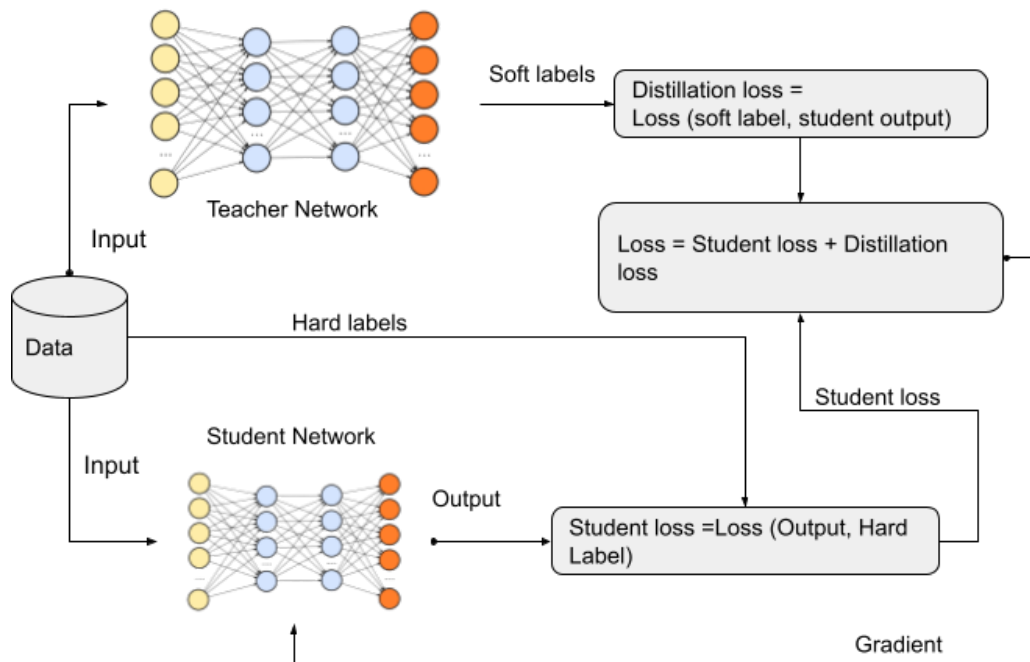 Soft labels
Distillation loss =
Loss (soft label, student output)
Teacher Network
Input
Loss = Student loss + Distillation
loss
Hard labels
Data
Student loss
Student Network
Input
Output
Student loss =Loss (Output, Hard
Label)
Gradient